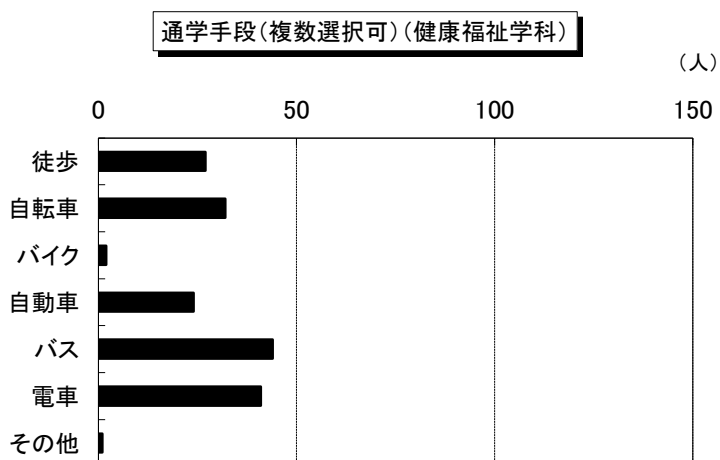 通学手段(複数選択可)(健康福祉学科)
(人)
0 50 100 150
徒歩
自転車
バイク
自動車
バス
電車
その他